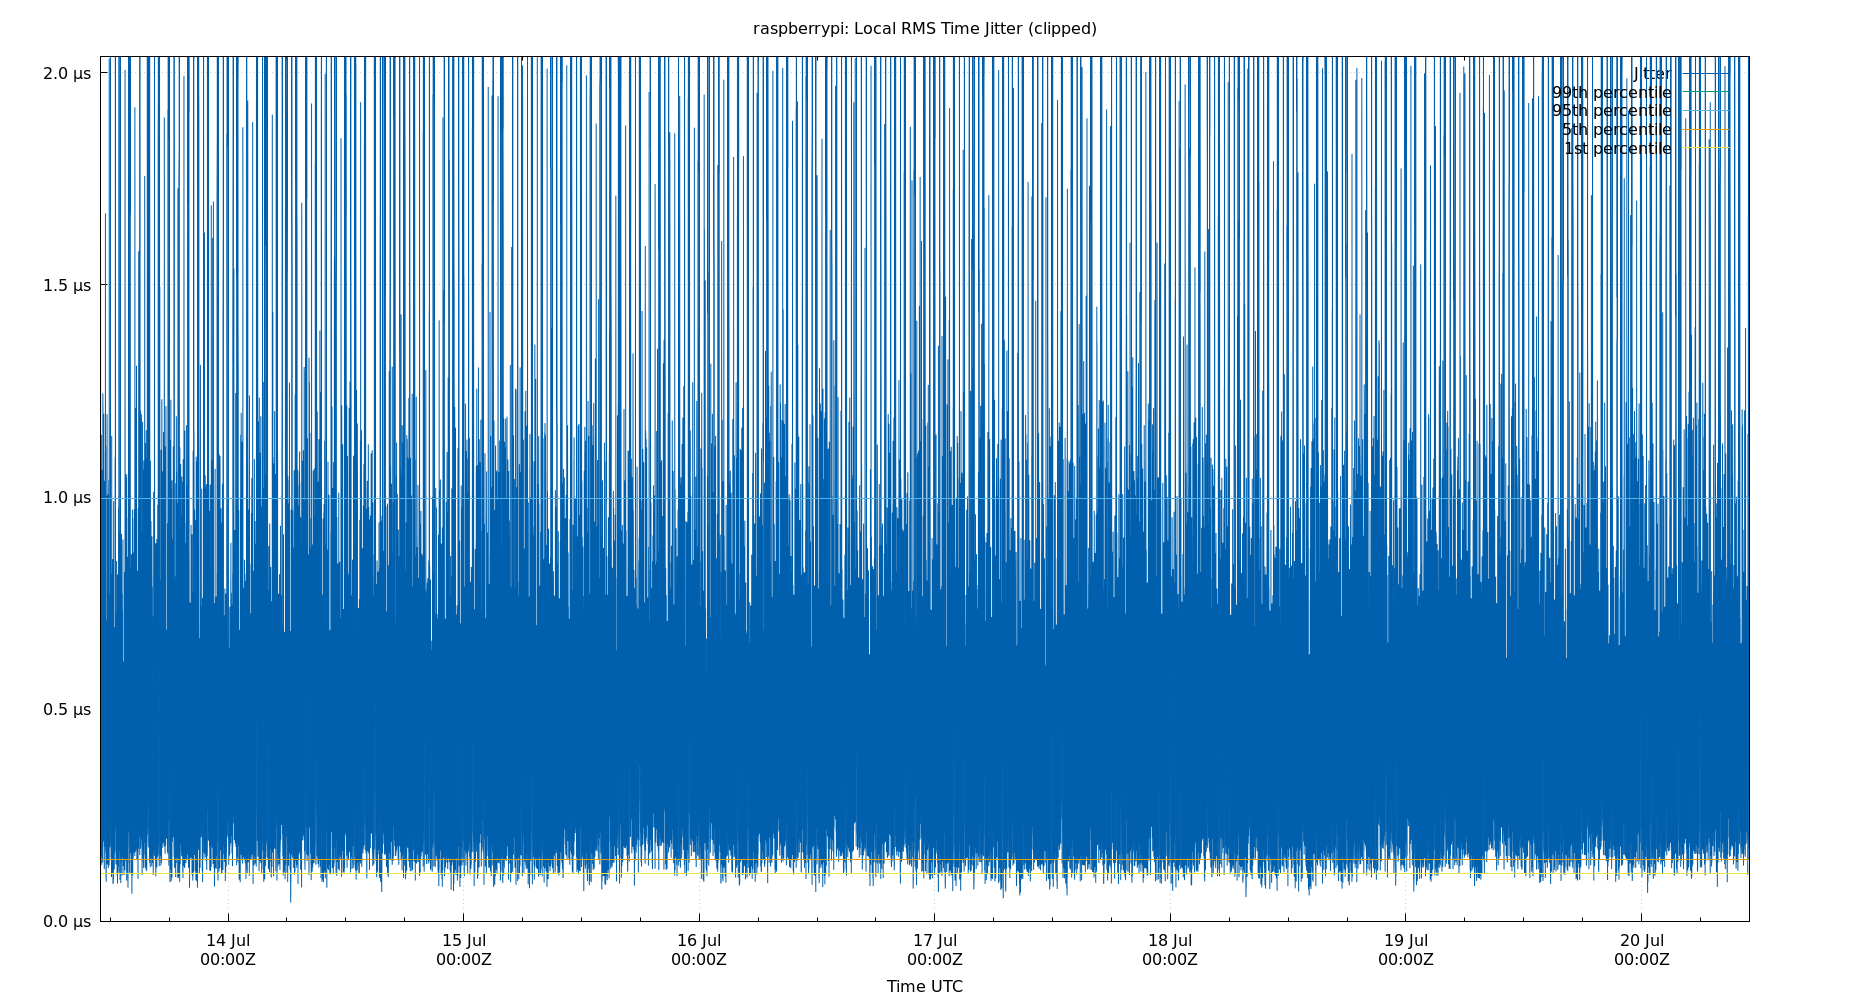 raspberrypi: Local RMS Time Jitter (clipped)
2.0 µs
1.5 µs
1.0 µs
0.5 µs
0.0 µs
Jitter
99th percentile
95th percentile
5th percentile
1st percentile
14 Jul 15 Jul 16 Jul 17 Jul 18 Jul 19 Jul 20 Jul
00:00Z 00:00Z 00:00Z 00:00Z 00:00Z 00:00Z 00:00Z
Time UTC